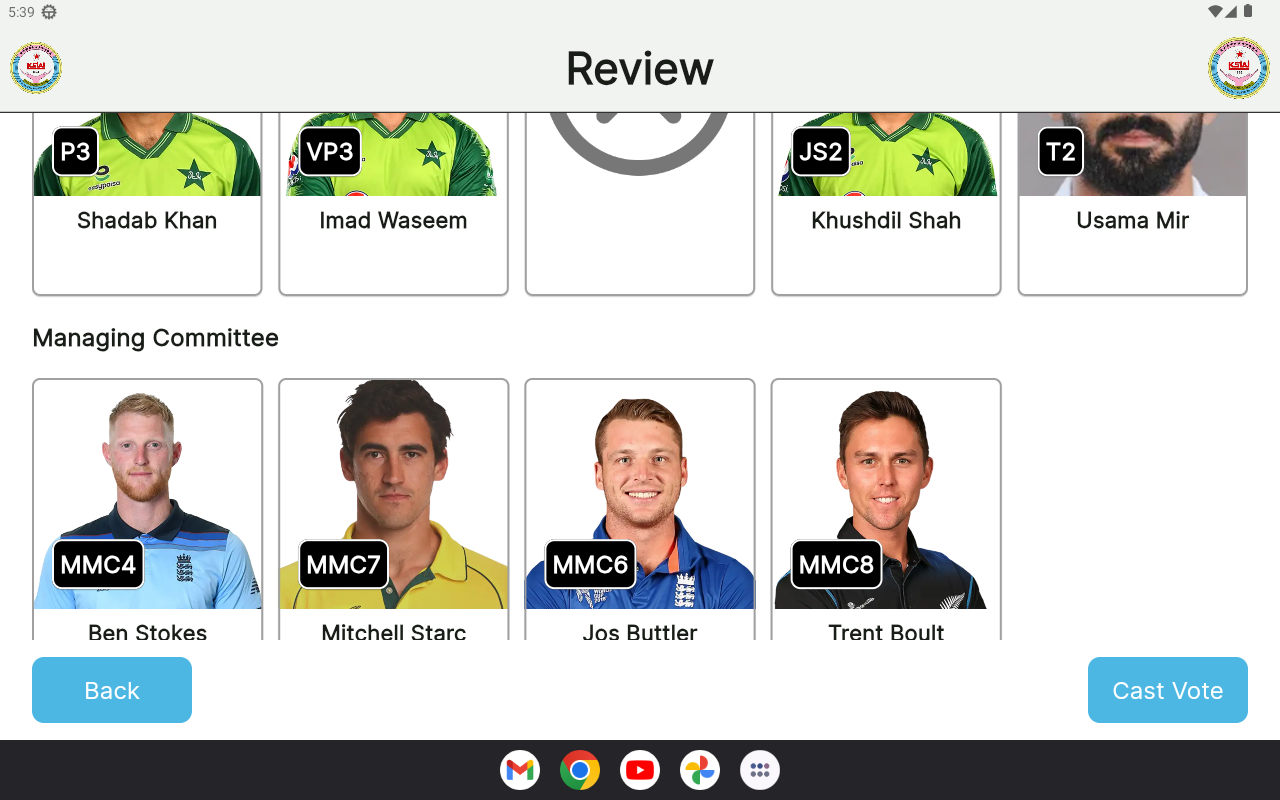 5:39
Review
P3
VP3
JS2
T2
Shadab Khan
Imad Waseem
Khushdil Shah
Usama Mir
Managing Committee
MMC4
MMC7
MMC6
MMC8
Ben Stokes
Mitchell Starc
Jos Buttler
Trent Boult
Back
Cast Vote